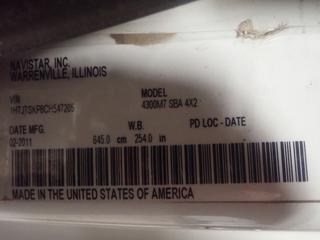 NAVISTAR, INC.
WARRENVILLE, ILLINOIS
VIN MODEL
1HTJTSKP8CH547265 4300M7 SBA 4X2
DATE MFG. W.B. PD LOC - DATE
02-2011 645.0 cm 254.0 in
MADE IN THE UNITED STATES OF AMERICA